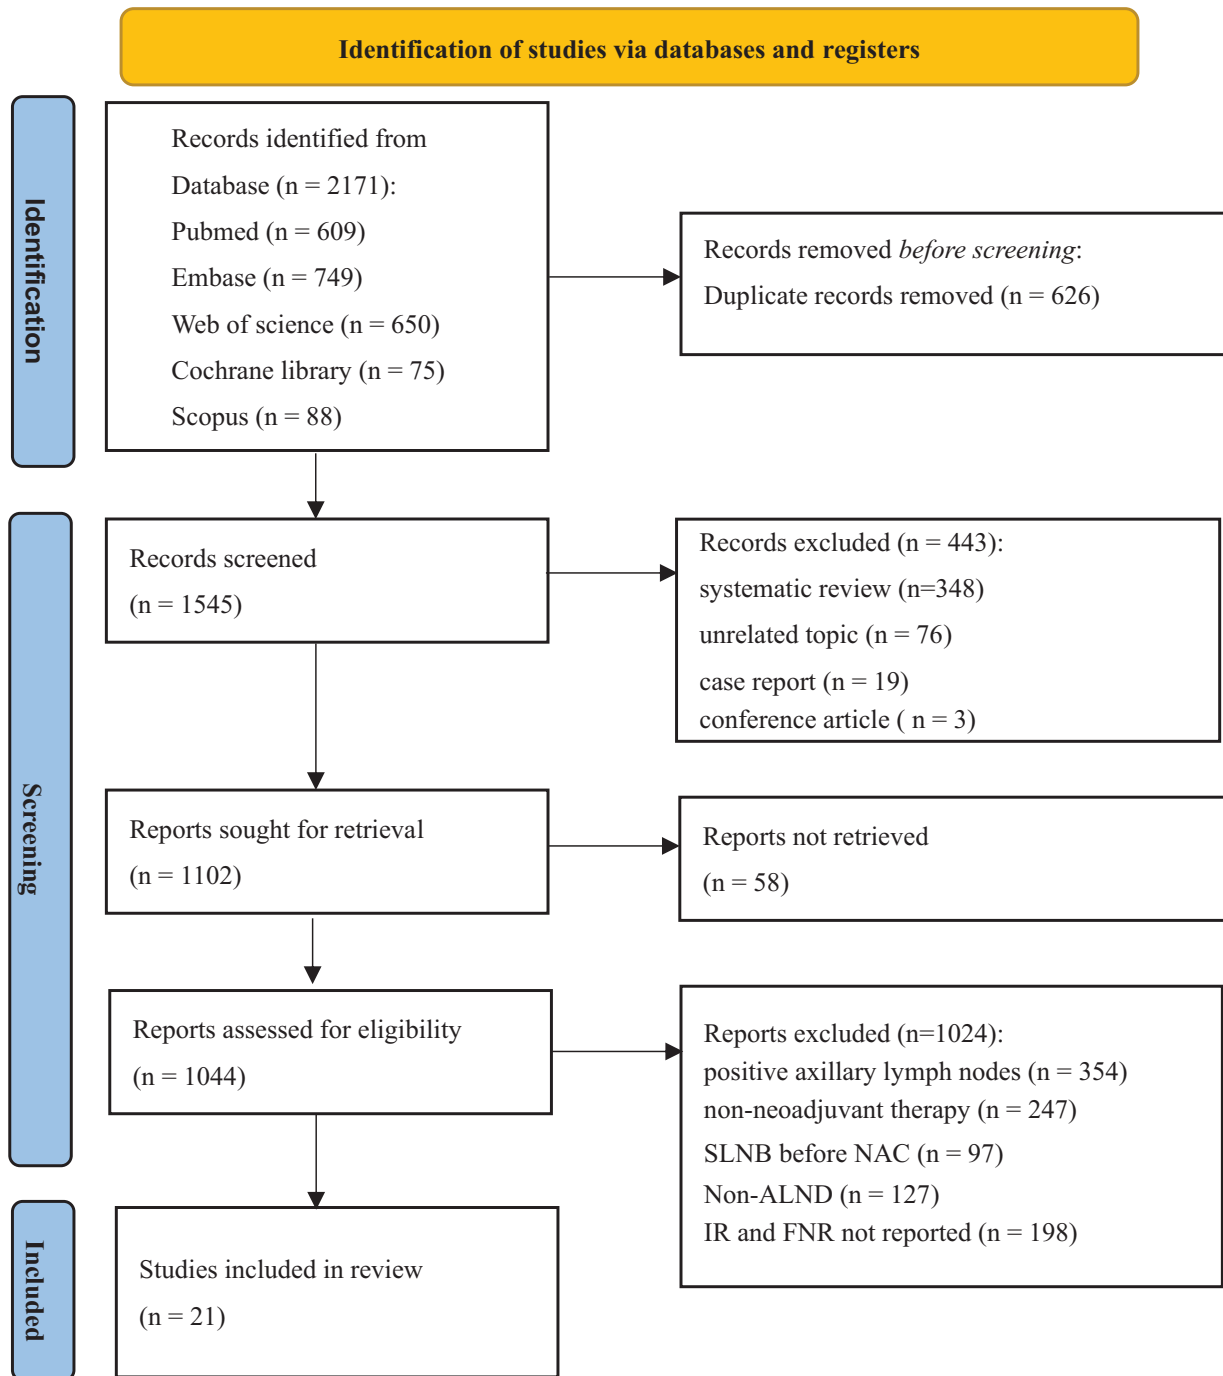 Identification of studies via databases and registers
Identification
Records identified from
Database (n = 2171):
Pubmed (n = 609)
Embase (n = 749)
Web of science (n = 650)
Cochrane library (n = 75)
Scopus (n = 88)
Records removed before screening:
Duplicate records removed (n = 626)
Screening
Records screened
(n = 1545)
Records excluded (n = 443):
systematic review (n=348)
unrelated topic (n = 76)
case report (n = 19)
conference article ( n = 3)
Reports sought for retrieval
(n = 1102)
Reports not retrieved
(n = 58)
Reports assessed for eligibility
(n = 1044)
Reports excluded (n=1024):
positive axillary lymph nodes (n = 354)
non-neoadjuvant therapy (n = 247)
SLNB before NAC (n = 97)
Non-ALND (n = 127)
IR and FNR not reported (n = 198)
Included
Studies included in review
(n = 21)